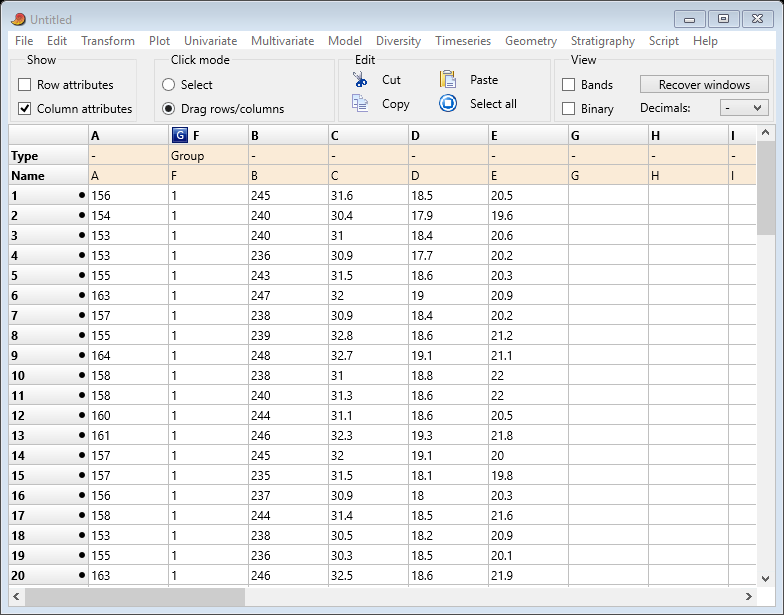 Untitled
File Edit Transform Plot Univariate Multivariate Model Diversity Timeseries Geometry Stratigraphy Script Help
Show Click mode Edit View
Row attributes Select Cut Paste Bands Recover windows
Column attributes Drag rows/columns Copy Select all Binary Decimals: -
A G F B C D E G H I
Type - Group - - - - - - -
Name A F B C D E G H I
1 156 1 245 31.6 18.5 20.5
2 154 1 240 30.4 17.9 19.6
3 153 1 240 31 18.4 20.6
4 153 1 236 30.9 17.7 20.2
5 155 1 243 31.5 18.6 20.3
6 163 1 247 32 19 20.9
7 157 1 238 30.9 18.4 20.2
8 155 1 239 32.8 18.6 21.2
9 164 1 248 32.7 19.1 21.1
10 158 1 238 31 18.8 22
11 158 1 240 31.3 18.6 22
12 160 1 244 31.1 18.6 20.5
13 161 1 246 32.3 19.3 21.8
14 157 1 245 32 19.1 20
15 157 1 235 31.5 18.1 19.8
16 156 1 237 30.9 18 20.3
17 158 1 244 31.4 18.5 21.6
18 153 1 238 30.5 18.2 20.9
19 155 1 236 30.3 18.5 20.1
20 163 1 246 32.5 18.6 21.9